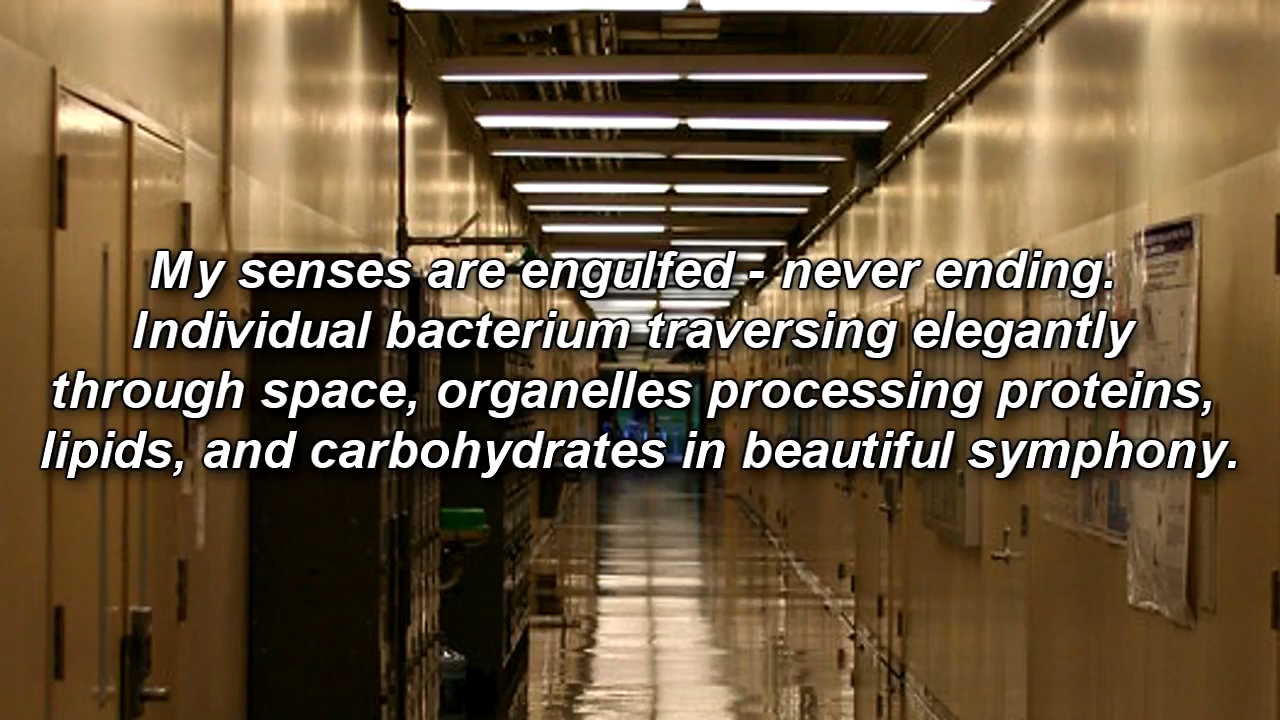 My senses are engulfed - never ending.
Individual bacterium traversing elegantly
through space, organelles processing proteins,
lipids, and carbohydrates in beautiful symphony.